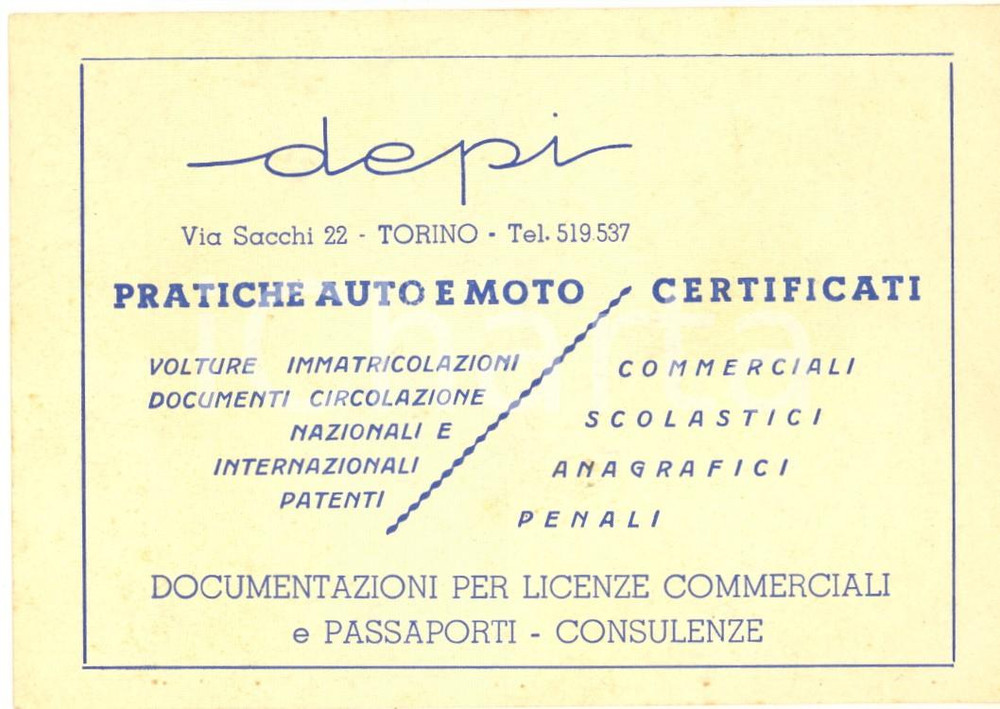 depi
Via Sacchi 22 - TORINO - Tel. 519.537
PRATICHE AUTO E MOTO
VOLTURE IMMATRICOLAZIONI
DOCUMENTI CIRCOLAZIONE
NAZIONALI E
INTERNAZIONALI
PATENTI
CERTIFICATI
COMMERCIALI
SCOLASTICI
ANAGRAFICI
PENALI
DOCUMENTAZIONI PER LICENZE COMMERCIALI
e PASSAPORTI - CONSULENZE